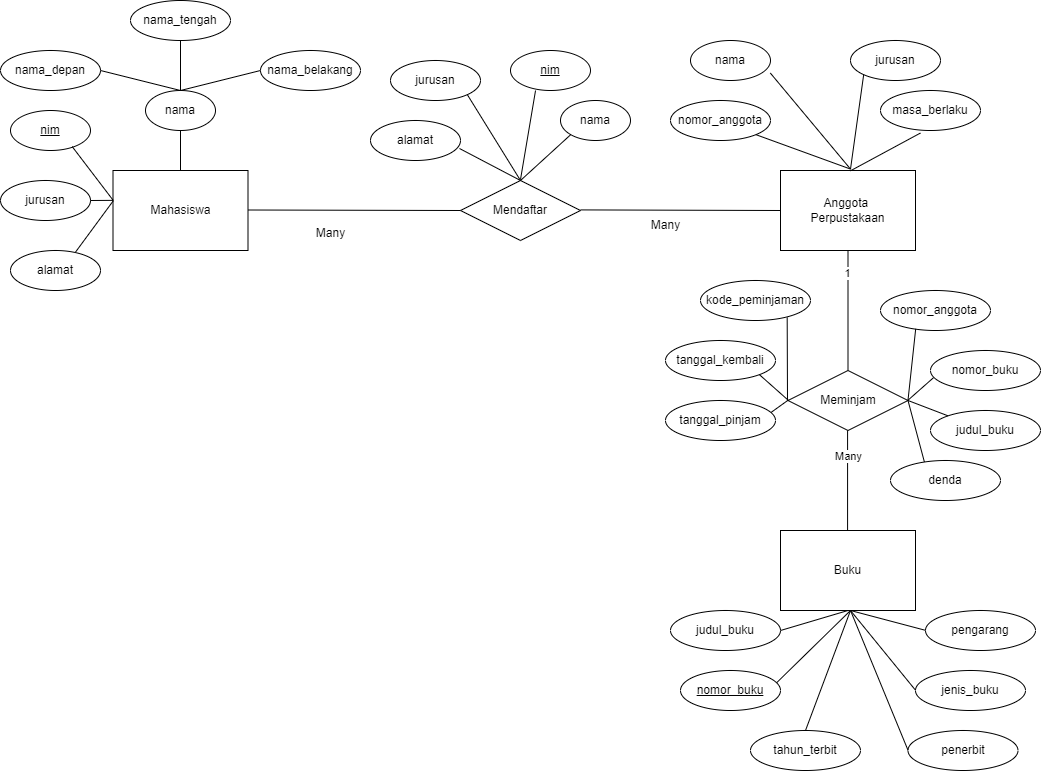 nama_tengah
nama_depan
nama_belakang
nama
nim
jurusan
alamat
Mahasiswa
Many
jurusan
nim
alamat
nama
Mendaftar
Many
nama
jurusan
nomor_anggota
masa_berlaku
Anggota
Perpustakaan
1
kode_peminjaman
nomor_anggota
tanggal_kembali
nomor_buku
Meminjam
tanggal_pinjam
judul_buku
Many
denda
Buku
judul_buku
pengarang
nomor_buku
jenis_buku
tahun_terbit
penerbit